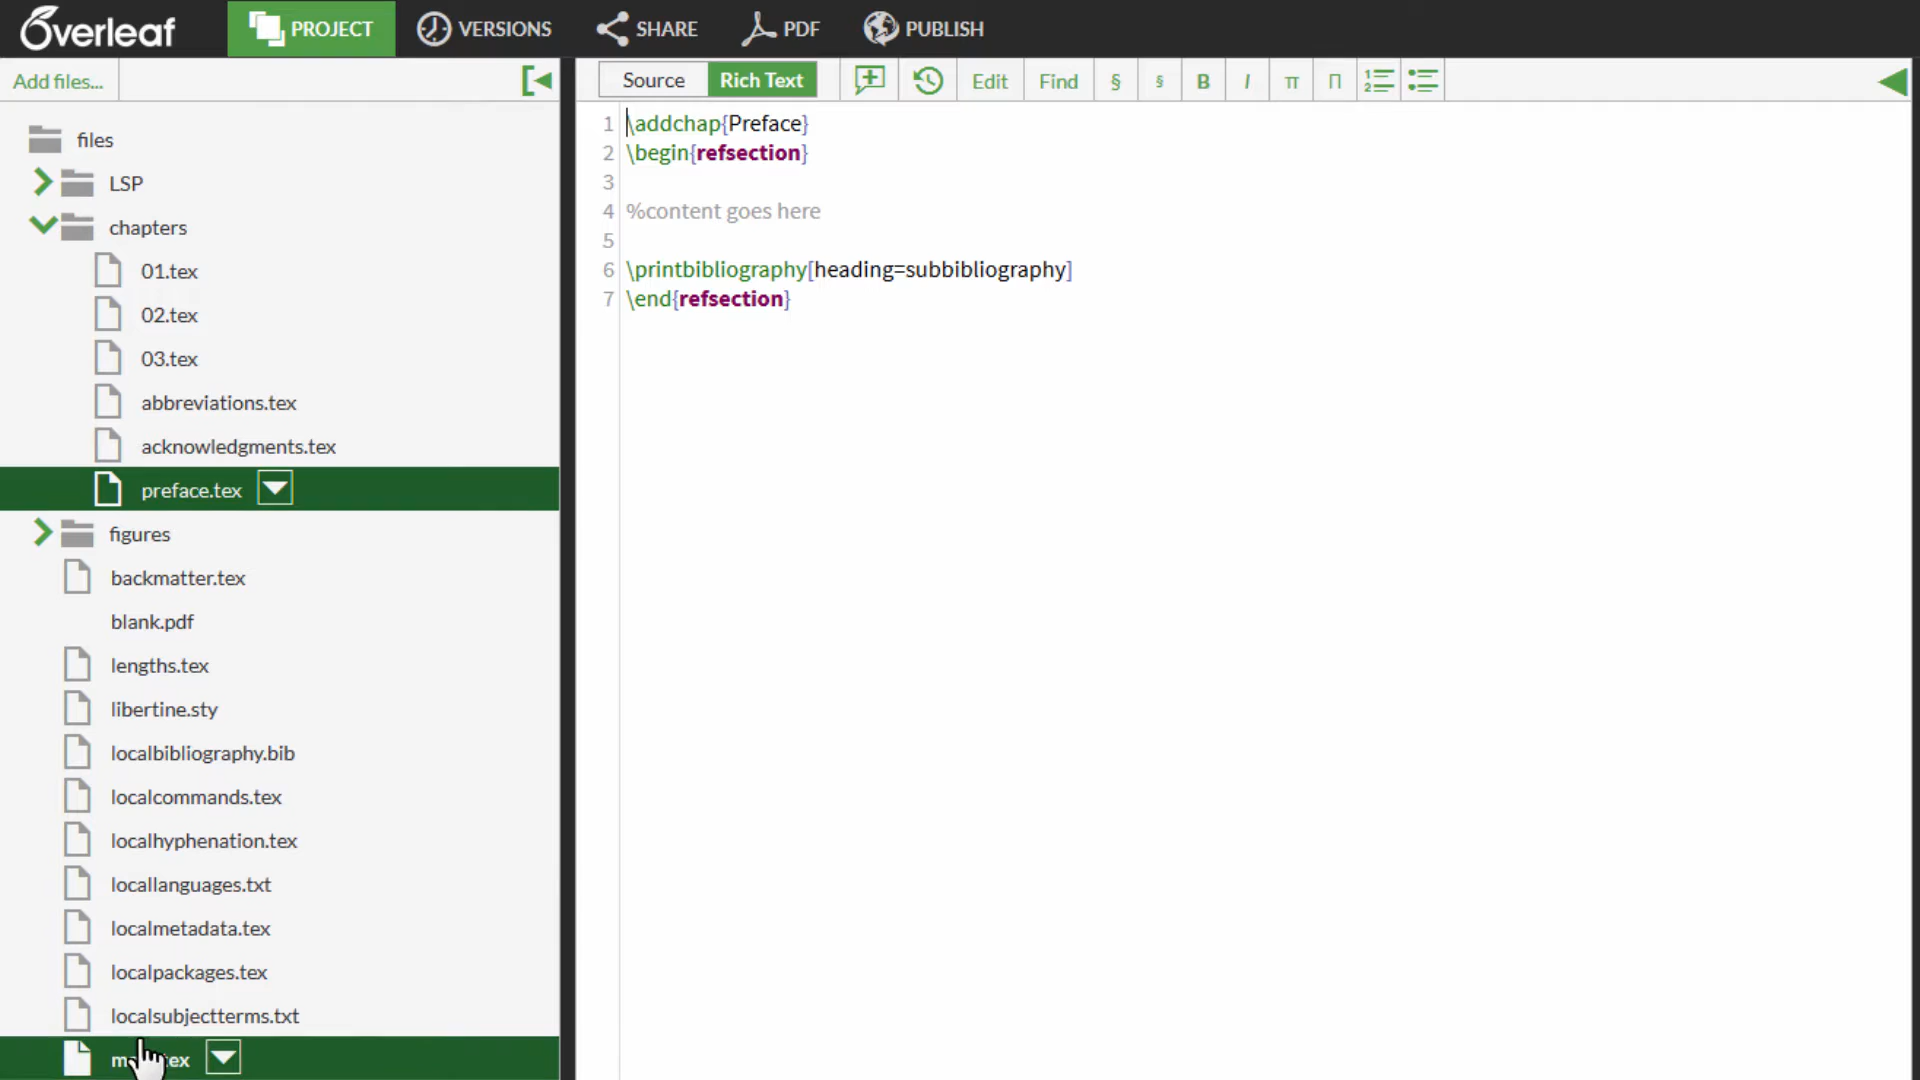 Overleaf PROJECT VERSIONS SHARE PDF PUBLISH
Add files... Source Rich Text Edit Find § § B I π Π
files
LSP
chapters
01.tex
02.tex
03.tex
abbreviations.tex
acknowledgments.tex
preface.tex
figures
backmatter.tex
blank.pdf
lengths.tex
libertine.sty
localbibliography.bib
localcommands.tex
localhyphenation.tex
locallanguages.txt
localmetadata.tex
localpackages.tex
localsubjectterms.txt
1 \addchap{Preface}
2 \begin{refsection}
3
4 %content goes here
5
6 \printbibliography[heading=subbibliography]
7 \end{refsection}